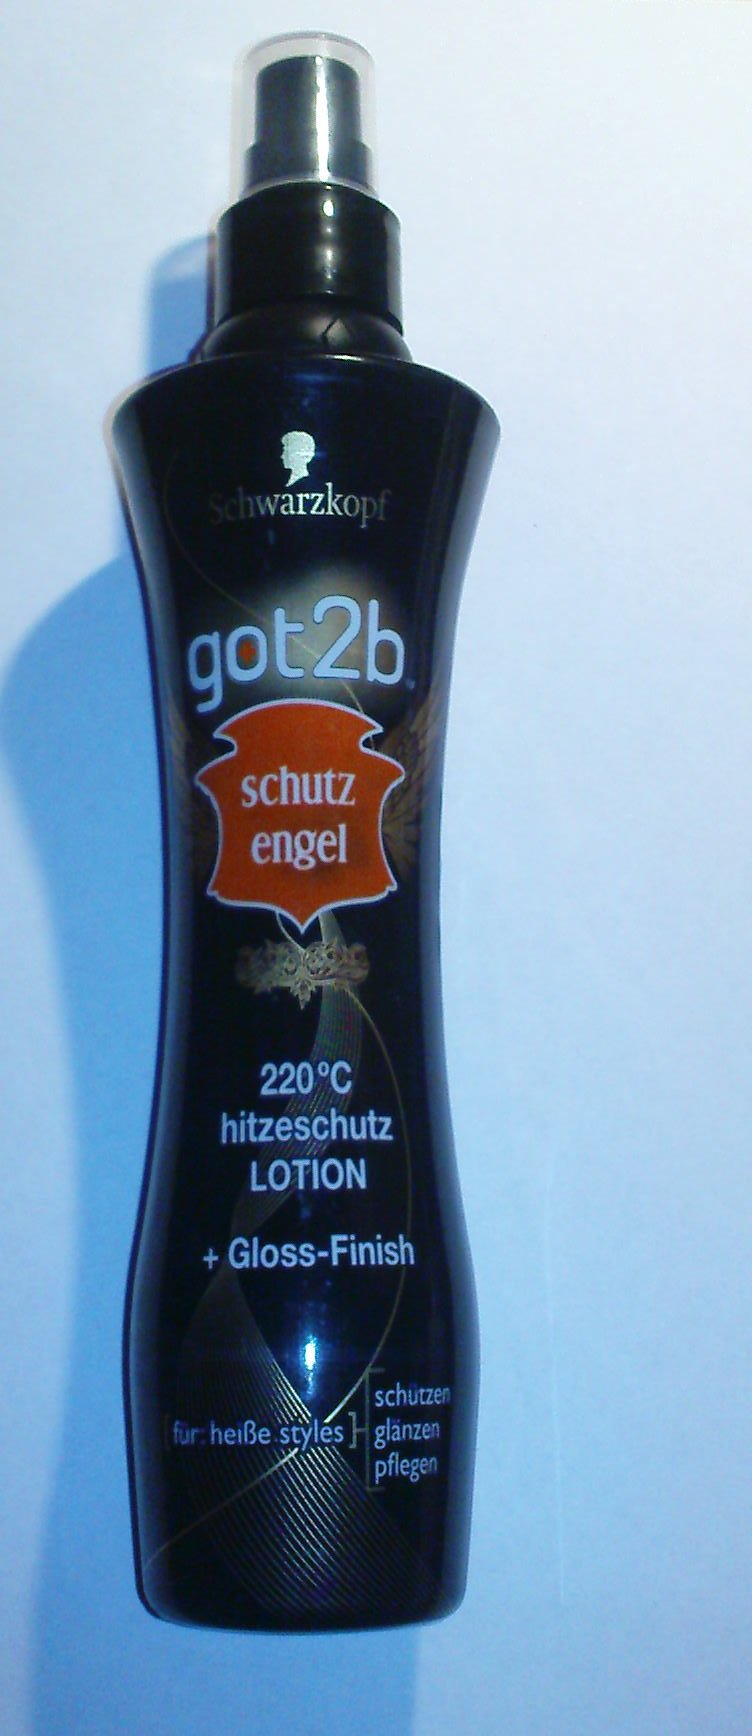 Schwarzkopf
got2b
schutz
engel
220°C
hitzeschutz
LOTION
+ Gloss-Finish
[für: heiße styles]
schützen
glänzen
pflegen